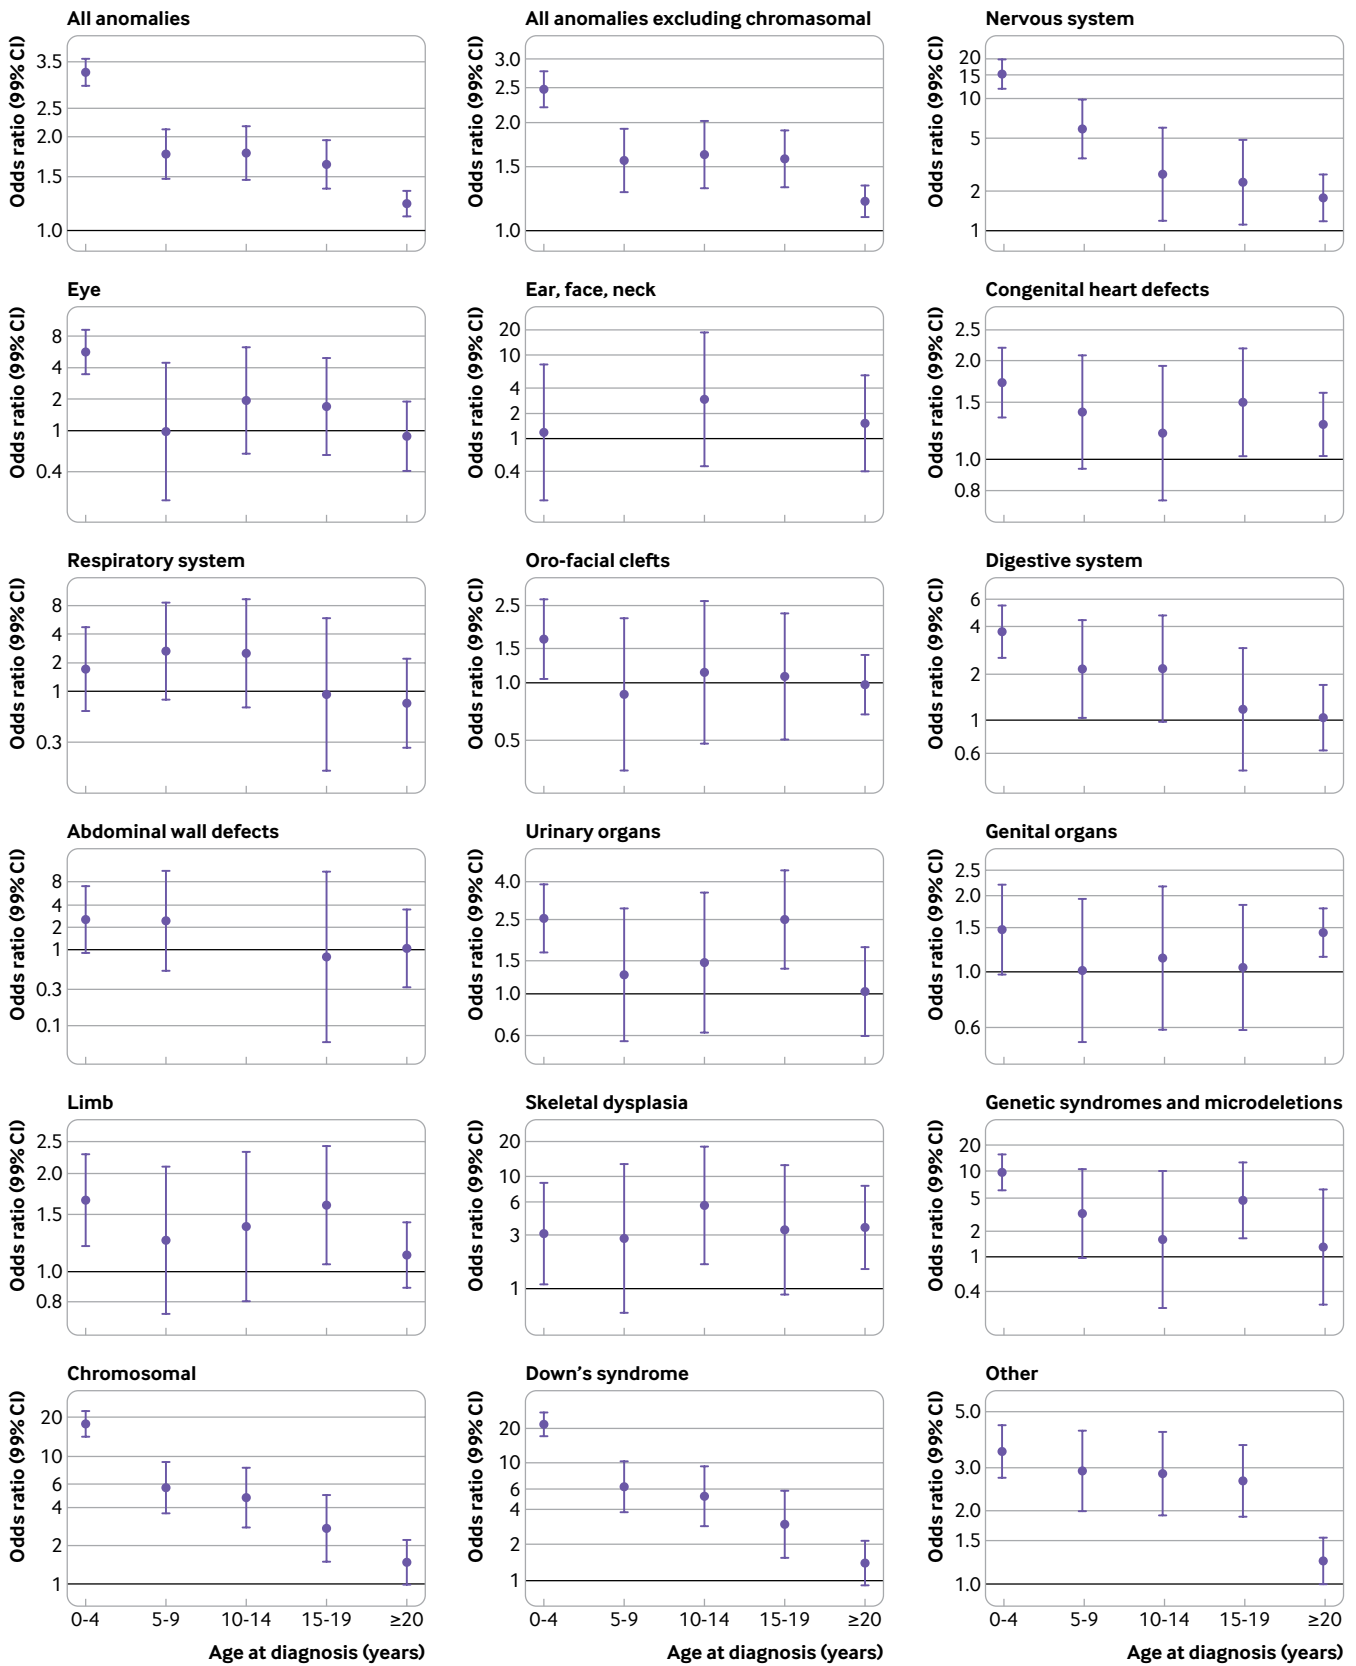 All anomalies
Odds ratio (99% CI)
3.5
2.5
2.0
1.5
1.0
All anomalies excluding chromasomal
Odds ratio (99% CI)
3.0
2.5
2.0
1.5
1.0
Nervous system
Odds ratio (99% CI)
20
15
10
5
2
1
Eye
Odds ratio (99% CI)
8
4
2
1
0.4
Ear, face, neck
Odds ratio (99% CI)
20
10
4
2
1
0.4
Congenital heart defects
Odds ratio (99% CI)
2.5
2.0
1.5
1.0
0.8
Respiratory system
Odds ratio (99% CI)
8
4
2
1
0.3
Oro-facial clefts
Odds ratio (99% CI)
2.5
1.5
1.0
0.5
Digestive system
Odds ratio (99% CI)
6
4
2
1
0.6
Abdominal wall defects
Odds ratio (99% CI)
8
4
2
1
0.3
0.1
Urinary organs
Odds ratio (99% CI)
4.0
2.5
1.5
1.0
0.6
Genital organs
Odds ratio (99% CI)
2.5
2.0
1.5
1.0
0.6
Limb
Odds ratio (99% CI)
2.5
2.0
1.5
1.0
0.8
Skeletal dysplasia
Odds ratio (99% CI)
20
10
6
3
1
Genetic syndromes and microdeletions
Odds ratio (99% CI)
20
10
5
2
1
0.4
Chromosomal
Odds ratio (99% CI)
20
10
6
4
2
1
0-4 5-9 10-14 15-19 ≥20
Age at diagnosis (years)
Down's syndrome
Odds ratio (99% CI)
20
10
6
4
2
1
0-4 5-9 10-14 15-19 ≥20
Age at diagnosis (years)
Other
Odds ratio (99% CI)
5.0
3.0
2.0
1.5
1.0
0-4 5-9 10-14 15-19 ≥20
Age at diagnosis (years)